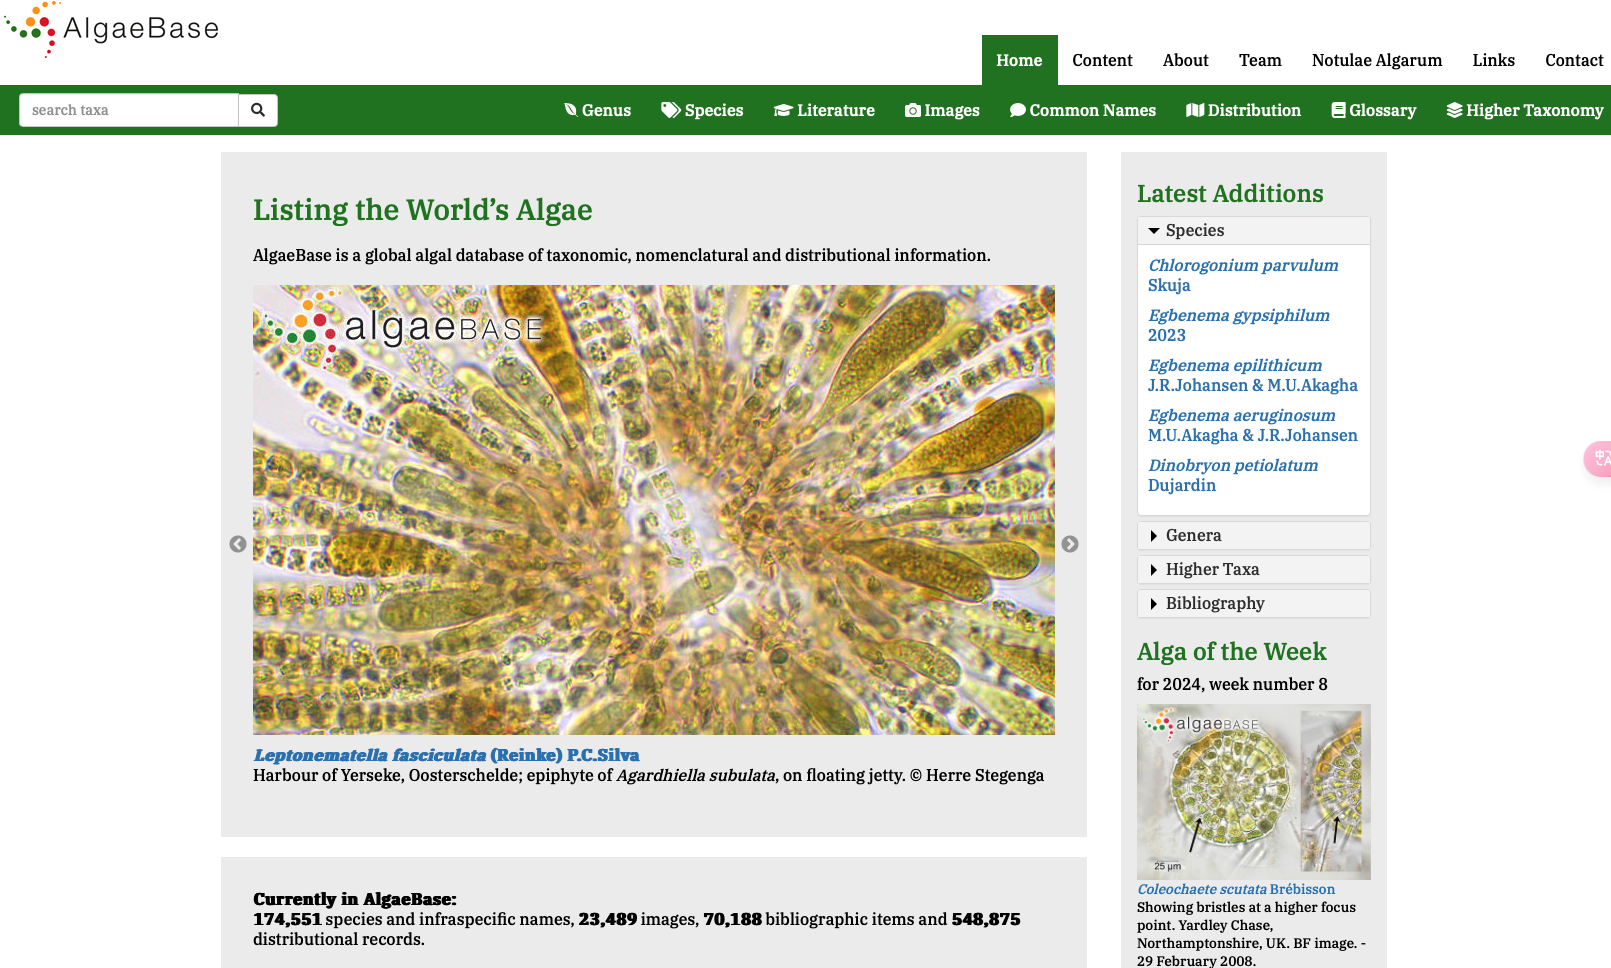 AlgaeBase
Home Content About Team Notulae Algarum Links Contact
search taxa
Genus Species Literature Images Common Names Distribution Glossary Higher Taxonomy
Listing the World’s Algae
AlgaeBase is a global algal database of taxonomic, nomenclatural and distributional information.
algaeBASE
Leptonematella fasciculata (Reinke) P.C.Silva
Harbour of Yerseke, Oosterschelde; epiphyte of Agardhiella subulata, on floating jetty. © Herre Stegenga
Currently in AlgaeBase:
174,551 species and infraspecific names, 23,489 images, 70,188 bibliographic items and 548,875
distributional records.
Latest Additions
Species
Chlorogonium parvulum
Skuja
Egbenema gypsiphilum
2023
Egbenema epilithicum
J.R.Johansen & M.U.Akagha
Egbenema aeruginosum
M.U.Akagha & J.R.Johansen
Dinobryon petiolatum
Dujardin
Genera
Higher Taxa
Bibliography
Alga of the Week
for 2024, week number 8
algaeBASE
25 µm
Coleochaete scutata Brébisson
Showing bristles at a higher focus
point. Yardley Chase,
Northamptonshire, UK. BF image. -
29 February 2008.
中
A